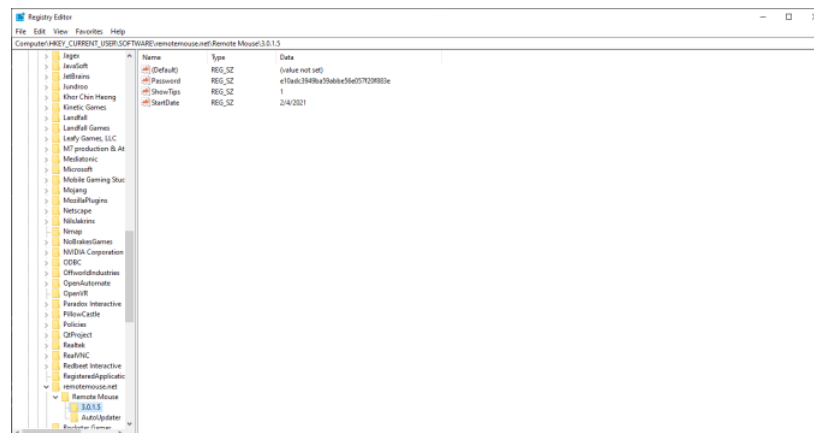 Registry Editor
File Edit View Favorites Help
Computer\HKEY_CURRENT_USER\SOFTWARE\remotemouse.net\Remote Mouse\3.0.1.5
Jagex
JavaSoft
JetBrains
Jundroo
Khor Chin Heong
Kinetic Games
Landfall
Landfall Games
Leafy Games, LLC
M7 production & At
Mediatonic
Microsoft
Mobile Gaming Stuc
Mojang
MozillaPlugins
Netscape
NilsJakrins
Nmap
NoBrakesGames
NVIDIA Corporation
ODBC
OffworldIndustries
OpenAutomate
OpenVR
Paradox Interactive
PillowCastle
Policies
QtProject
Realtek
RealVNC
Redbeet Interactive
RegisteredApplicatic
remotemouse.net
Remote Mouse
3.0.1.5
AutoUpdater
Name Type Data
(Default) REG_SZ (value not set)
Password REG_SZ e10adc3949ba59abbe56e057f20f883e
ShowTips REG_SZ 1
StartDate REG_SZ 2/4/2021